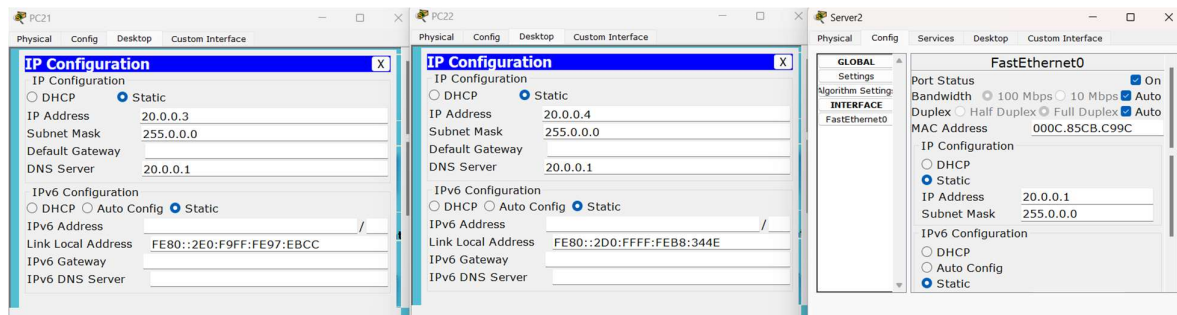 PC21
Physical Config Desktop Custom Interface
IP Configuration X
IP Configuration
DHCP Static
IP Address 20.0.0.3
Subnet Mask 255.0.0.0
Default Gateway
DNS Server 20.0.0.1
IPv6 Configuration
DHCP Auto Config Static
IPv6 Address /
Link Local Address FE80::2E0:F9FF:FE97:EBCC
IPv6 Gateway
IPv6 DNS Server
PC22
Physical Config Desktop Custom Interface
IP Configuration X
IP Configuration
DHCP Static
IP Address 20.0.0.4
Subnet Mask 255.0.0.0
Default Gateway
DNS Server 20.0.0.1
IPv6 Configuration
DHCP Auto Config Static
IPv6 Address /
Link Local Address FE80::2D0:FFFF:FEB8:344E
IPv6 Gateway
IPv6 DNS Server
Server2
Physical Config Services Desktop Custom Interface
GLOBAL
Settings
Algorithm Settings
INTERFACE
FastEthernet0
FastEthernet0
Port Status On
Bandwidth 100 Mbps 10 Mbps Auto
Duplex Half Duplex Full Duplex Auto
MAC Address 000C.85CB.C99C
IP Configuration
DHCP
Static
IP Address 20.0.0.1
Subnet Mask 255.0.0.0
IPv6 Configuration
DHCP
Auto Config
Static